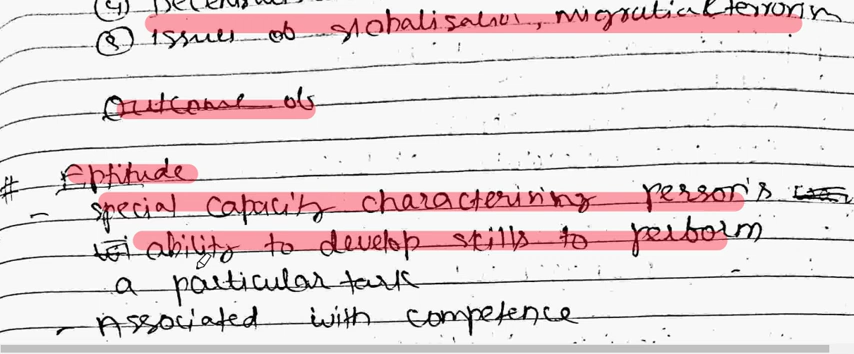 (8) Issues of globalisation, migration & terrorism
Outcome of
# Aptitude
- special capacity characterising person's
ability to develop skills to perform
a particular task
- Associated with competence